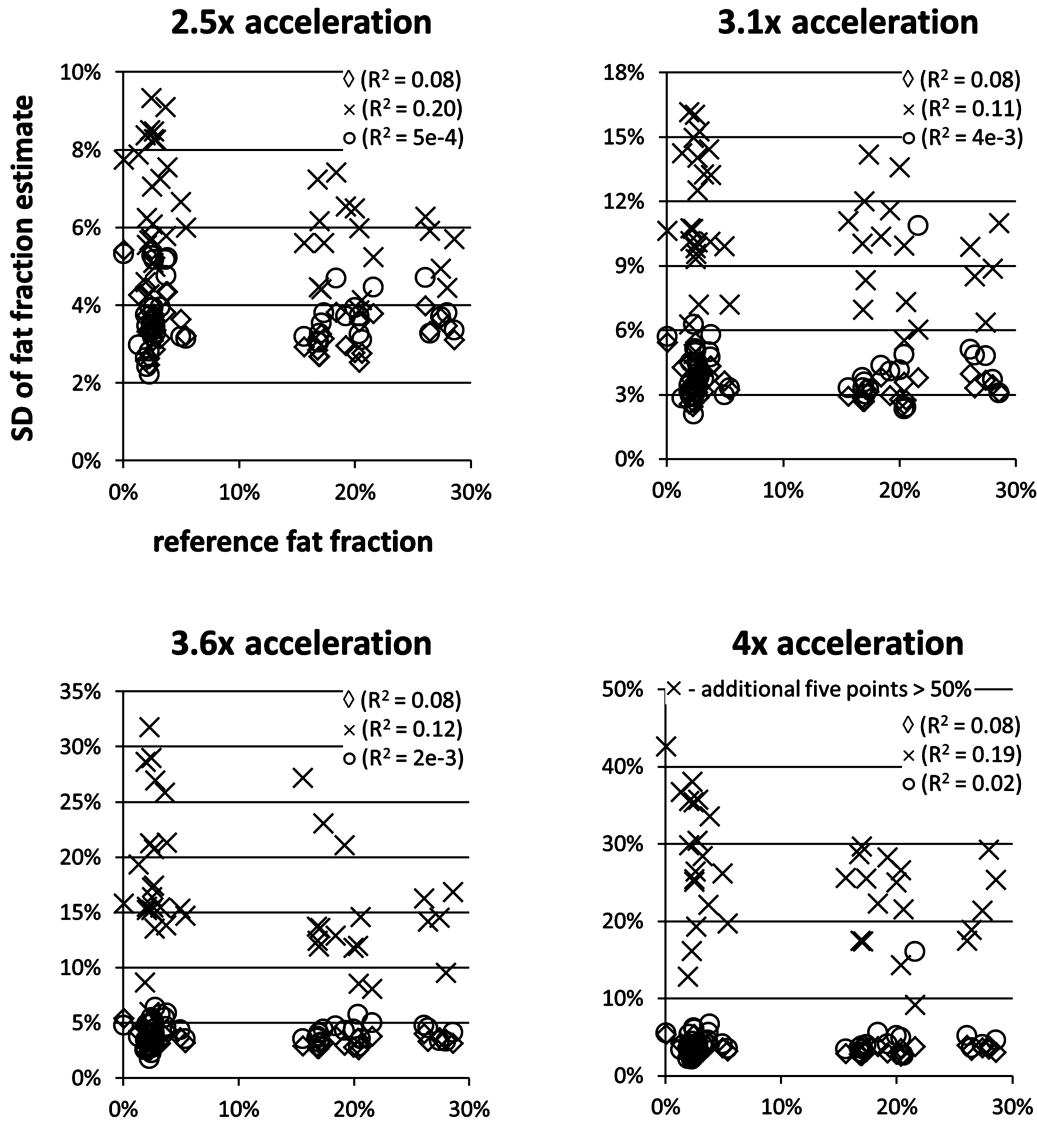 2.5x acceleration
10%
8%
6%
4%
2%
0%
0% 10% 20% 30%
◇ (R² = 0.08)
× (R² = 0.20)
○ (R² = 5e-4)
SD of fat fraction estimate
reference fat fraction
3.1x acceleration
18%
15%
12%
9%
6%
3%
0%
0% 10% 20% 30%
◇ (R² = 0.08)
× (R² = 0.11)
○ (R² = 4e-3)
3.6x acceleration
35%
30%
25%
20%
15%
10%
5%
0%
0% 10% 20% 30%
◇ (R² = 0.08)
× (R² = 0.12)
○ (R² = 2e-3)
4x acceleration
50%
40%
30%
20%
10%
0%
0% 10% 20% 30%
× - additional five points > 50%
◇ (R² = 0.08)
× (R² = 0.19)
○ (R² = 0.02)